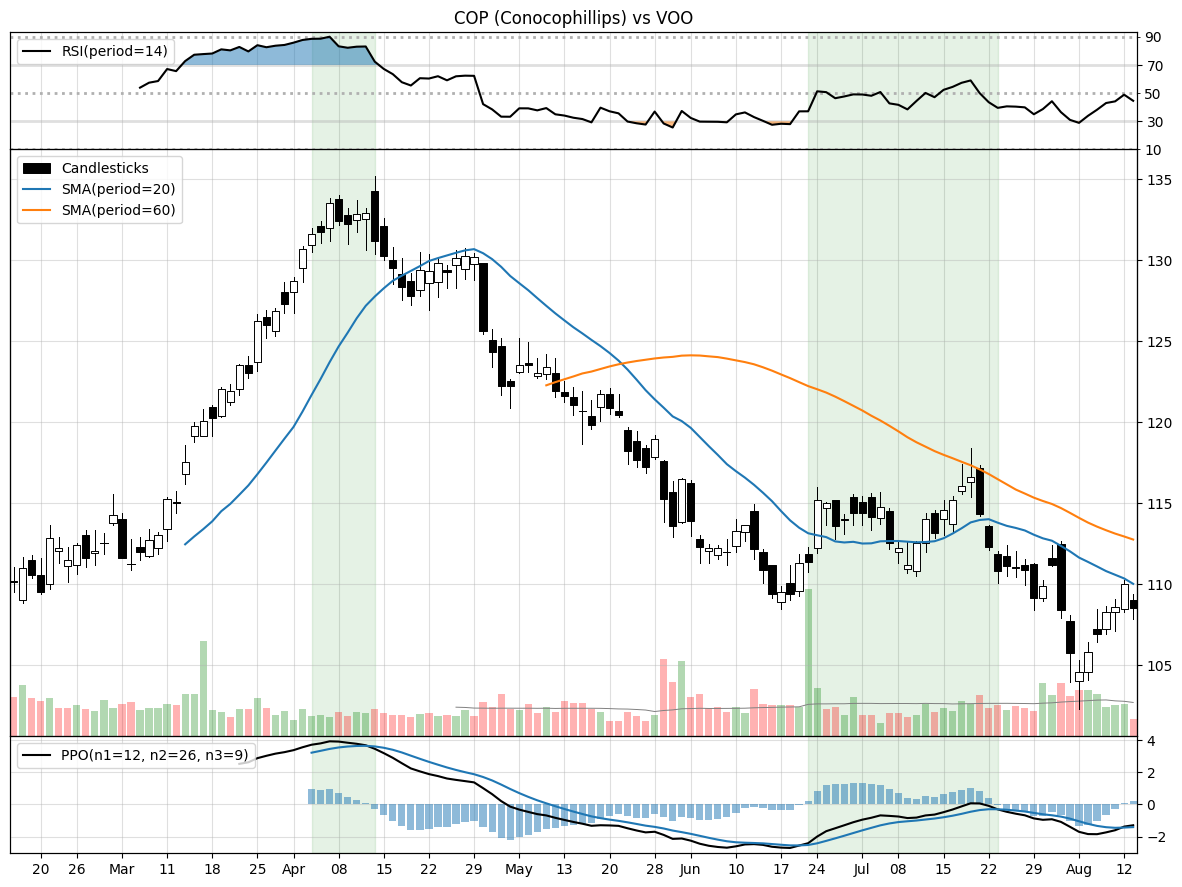 COP (Conocophillips) vs VOO
RSI(period=14)
90
70
50
30
10
Candlesticks
SMA(period=20)
SMA(period=60)
135
130
125
120
115
110
105
PPO(n1=12, n2=26, n3=9)
4
2
0
−2
20 26 Mar 11 18 25 Apr 08 15 22 29 May 13 20 28 Jun 10 17 24 Jul 08 15 22 29 Aug 12